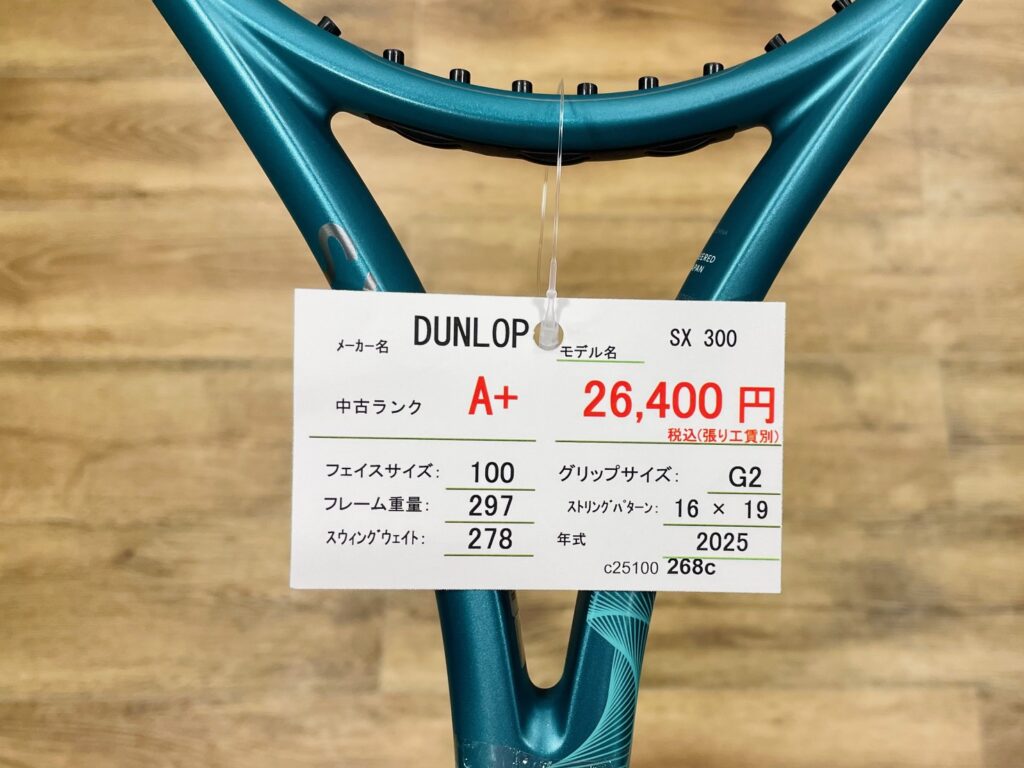 メーカー名 DUNLOP モデル名 SX 300
中古ランク A+ 26,400 円
税込(張り工賃別)
フェイスサイズ: 100 グリップサイズ: G2
フレーム重量: 297 ストリングパターン: 16 × 19
スウィングウェイト: 278 年式 2025
c25100 268c